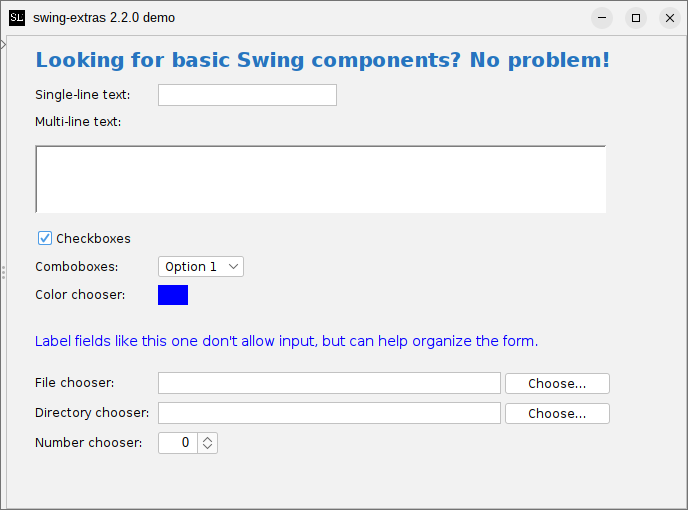 SL swing-extras 2.2.0 demo
Looking for basic Swing components? No problem!
Single-line text:
Multi-line text:
Checkboxes
Comboboxes: Option 1
Color chooser:
Label fields like this one don't allow input, but can help organize the form.
File chooser: Choose...
Directory chooser: Choose...
Number chooser: 0